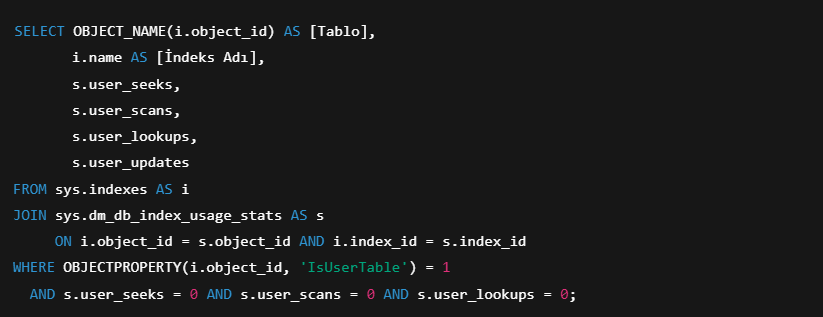 SELECT OBJECT_NAME(i.object_id) AS [Tablo],
       i.name AS [İndeks Adı],
       s.user_seeks,
       s.user_scans,
       s.user_lookups,
       s.user_updates
FROM sys.indexes AS i
JOIN sys.dm_db_index_usage_stats AS s
     ON i.object_id = s.object_id AND i.index_id = s.index_id
WHERE OBJECTPROPERTY(i.object_id, 'IsUserTable') = 1
  AND s.user_seeks = 0 AND s.user_scans = 0 AND s.user_lookups = 0;